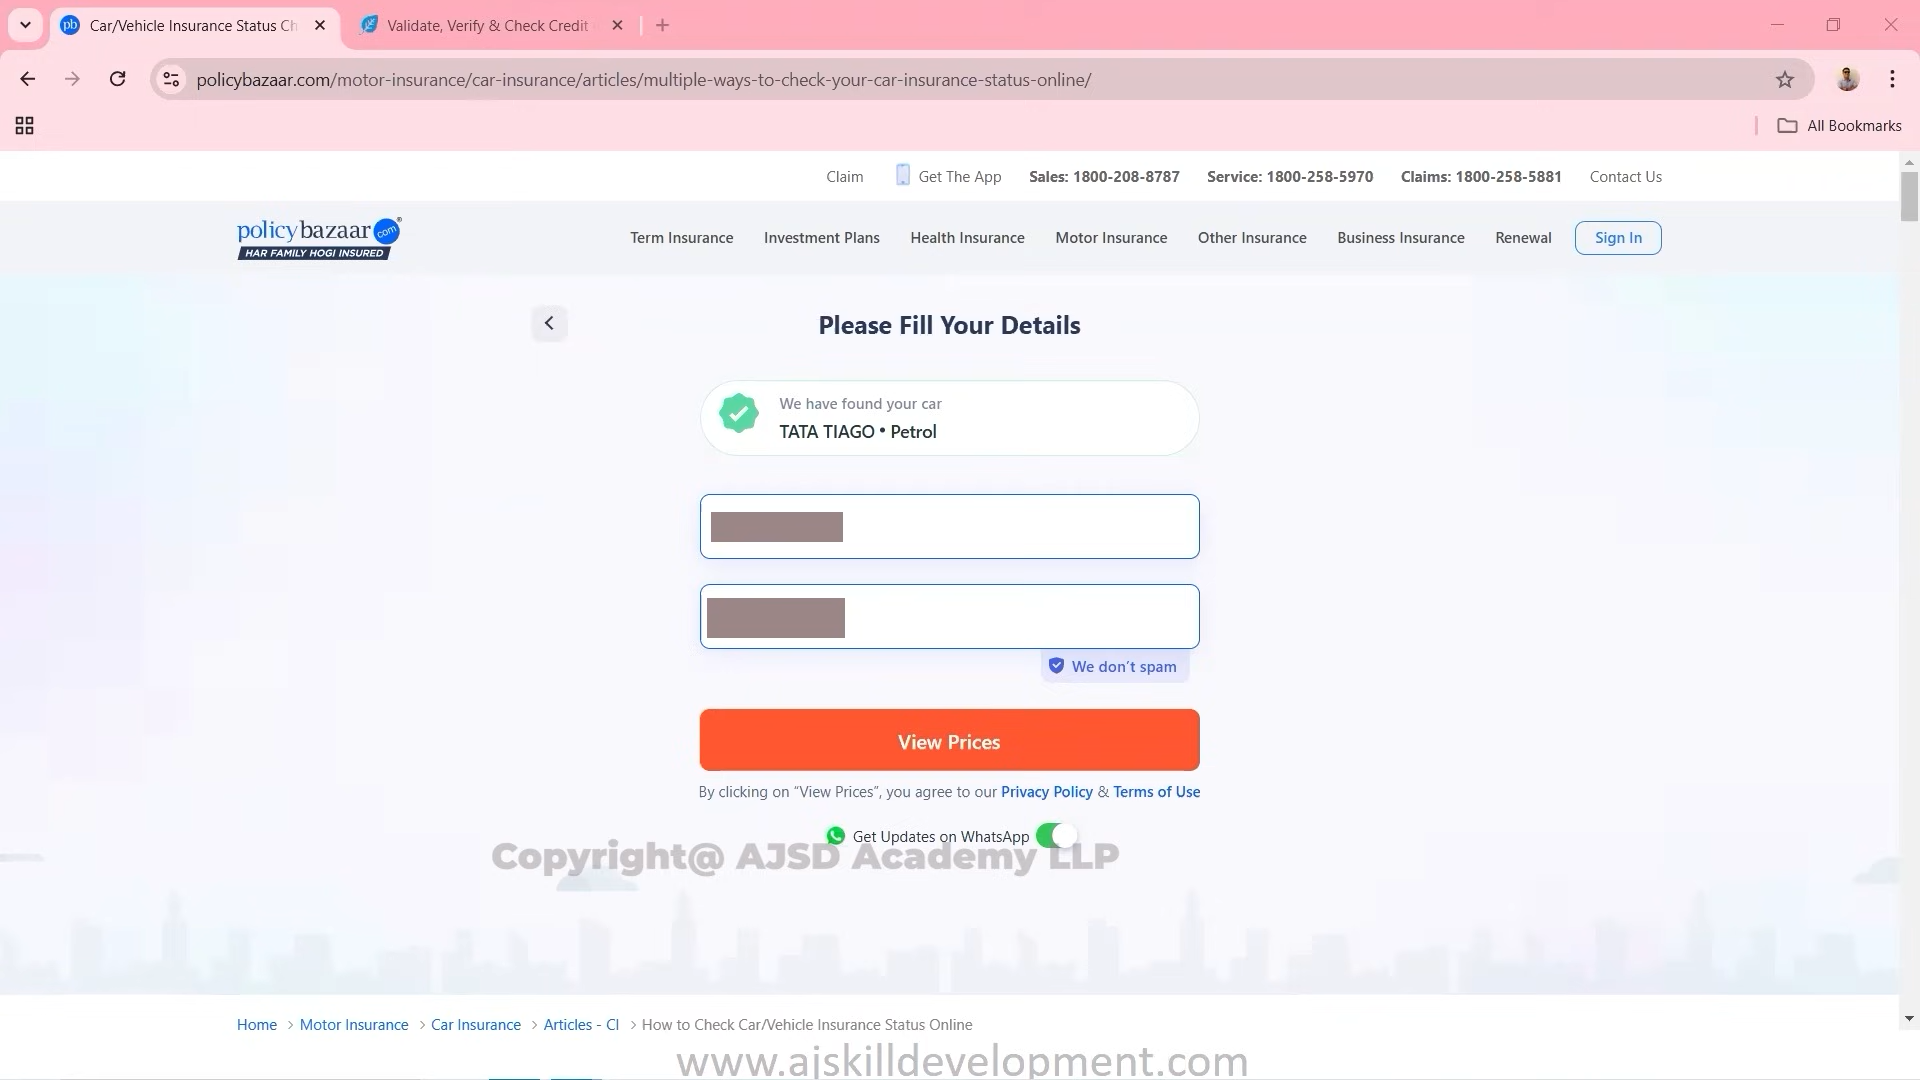 Car/Vehicle Insurance Status Ch
Validate, Verify & Check Credit
policybazaar.com/motor-insurance/car-insurance/articles/multiple-ways-to-check-your-car-insurance-status-online/
All Bookmarks
Claim Get The App Sales: 1800-208-8787 Service: 1800-258-5970 Claims: 1800-258-5881 Contact Us
policybazaar.com
HAR FAMILY HOGI INSURED
Term Insurance Investment Plans Health Insurance Motor Insurance Other Insurance Business Insurance Renewal Sign In
Please Fill Your Details
We have found your car
TATA TIAGO • Petrol
We don’t spam
View Prices
By clicking on “View Prices”, you agree to our Privacy Policy & Terms of Use
Get Updates on WhatsApp
Copyright@ AJSD Academy LLP
Home > Motor Insurance > Car Insurance > Articles - CI > How to Check Car/Vehicle Insurance Status Online
www.ajskilldevelopment.com